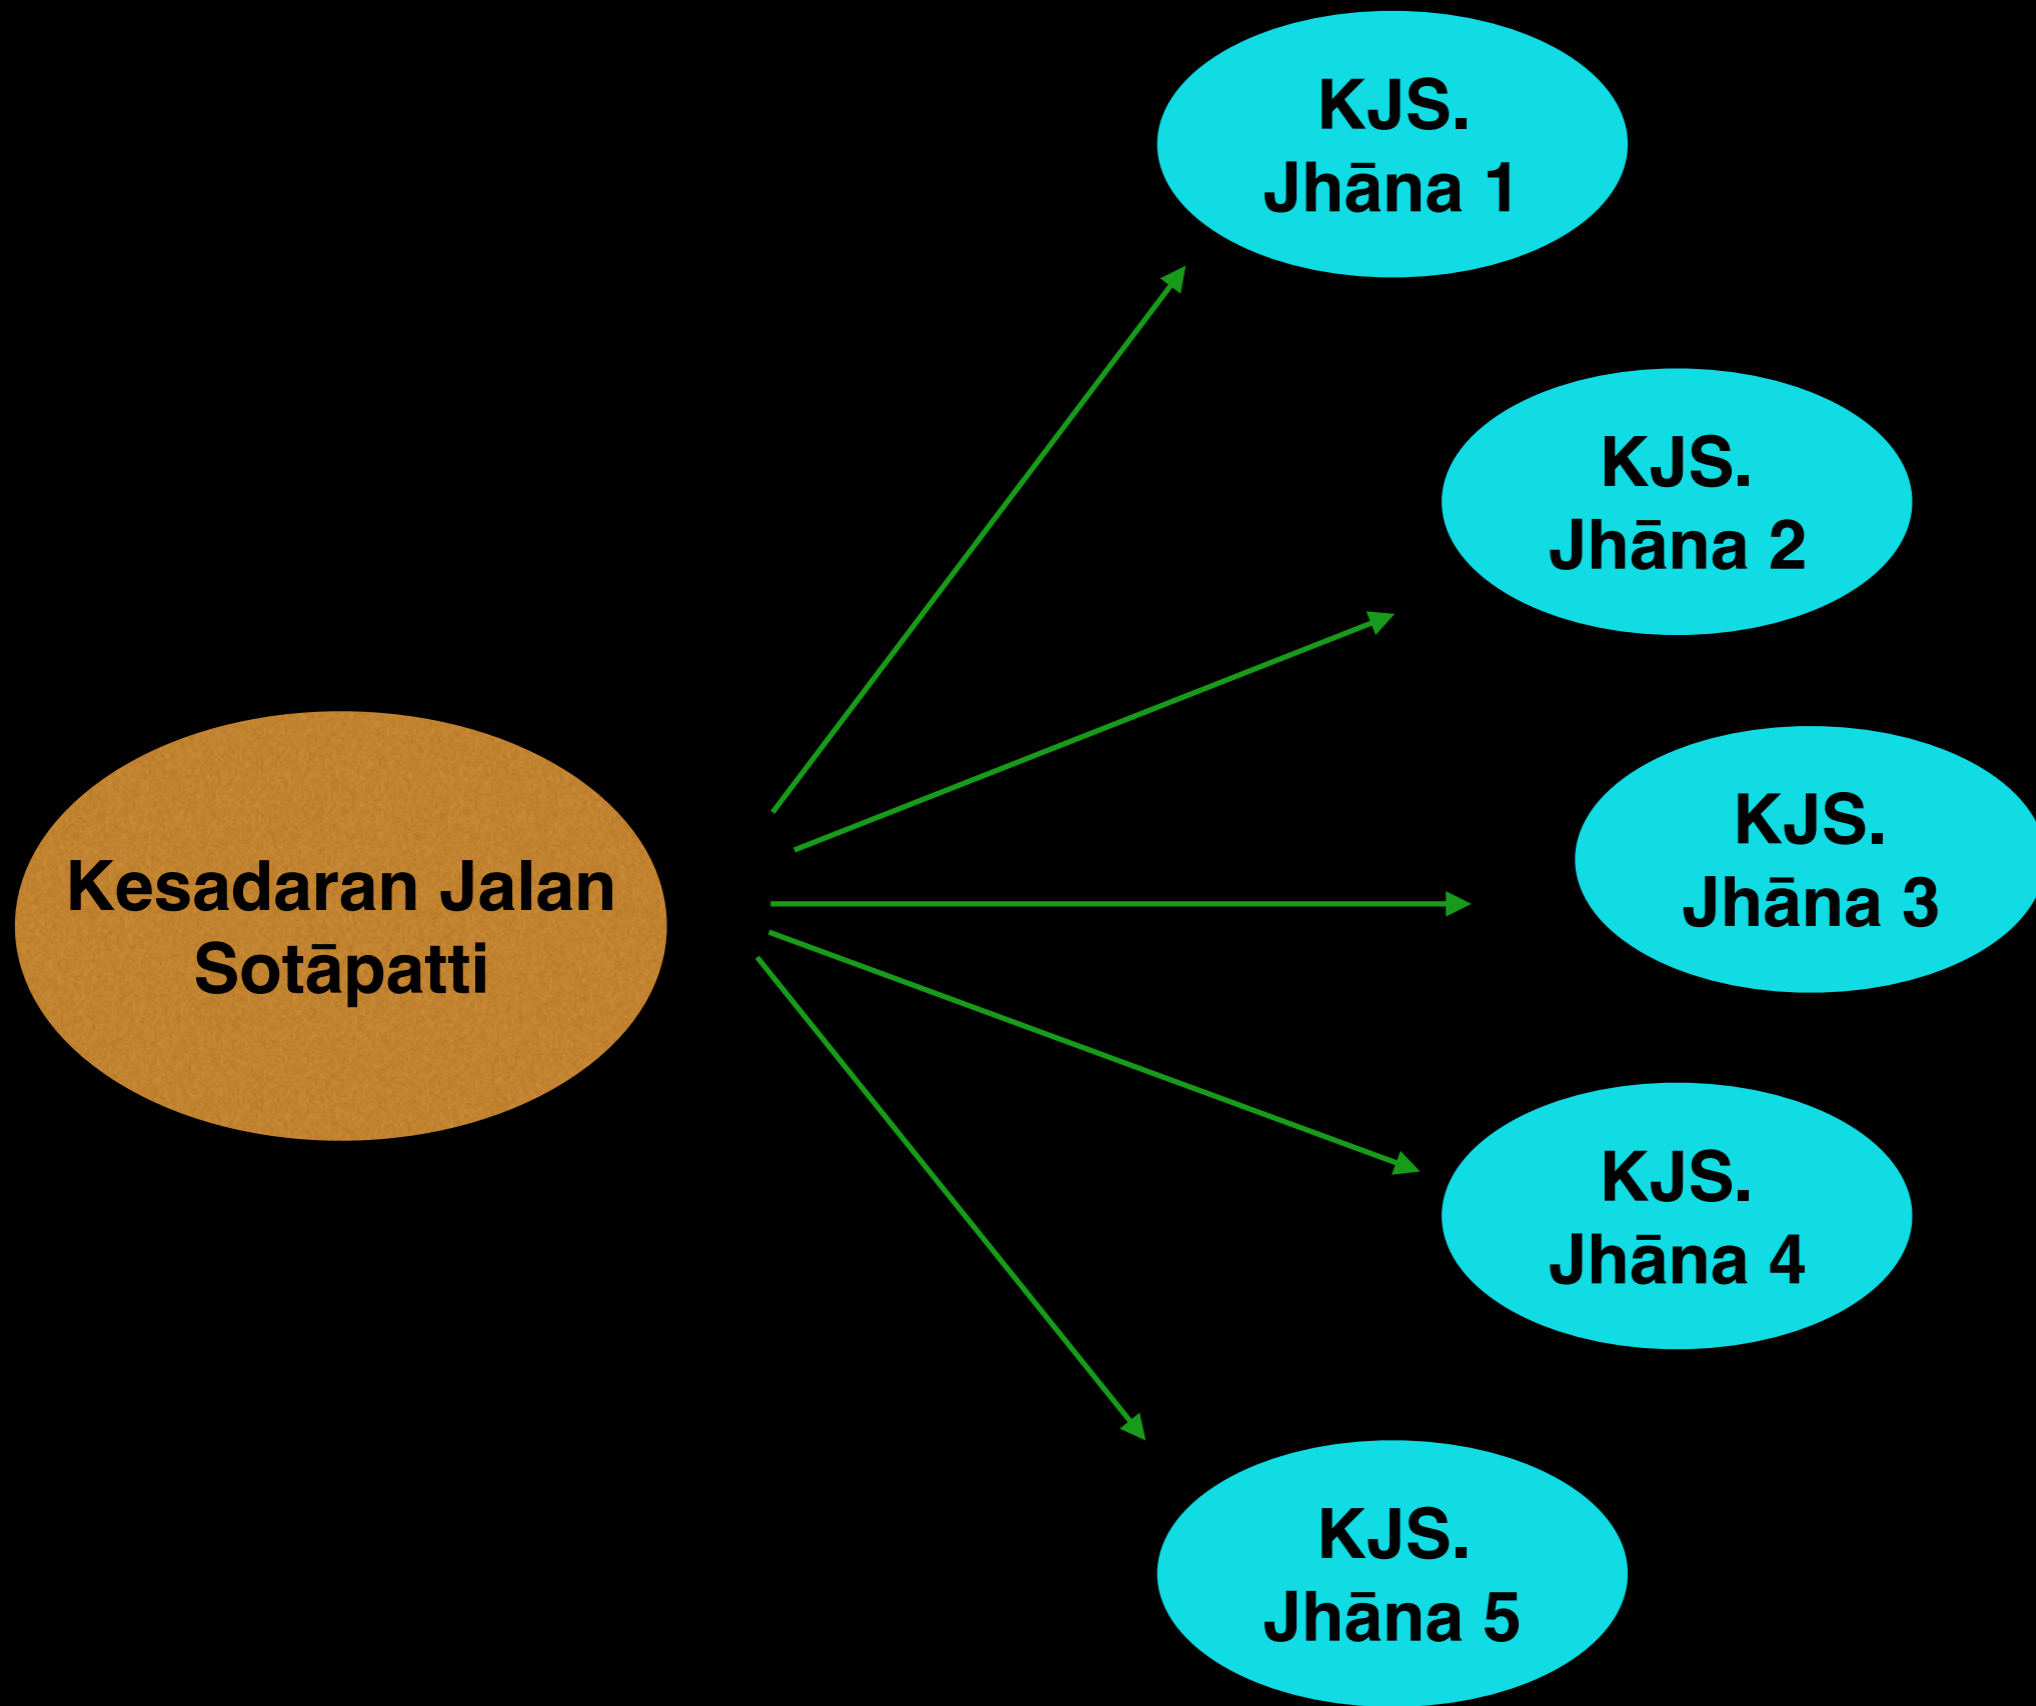 KJS.
Jhāna 1
KJS.
Jhāna 2
Kesadaran Jalan
Sotāpatti
KJS.
Jhāna 3
KJS.
Jhāna 4
KJS.
Jhāna 5